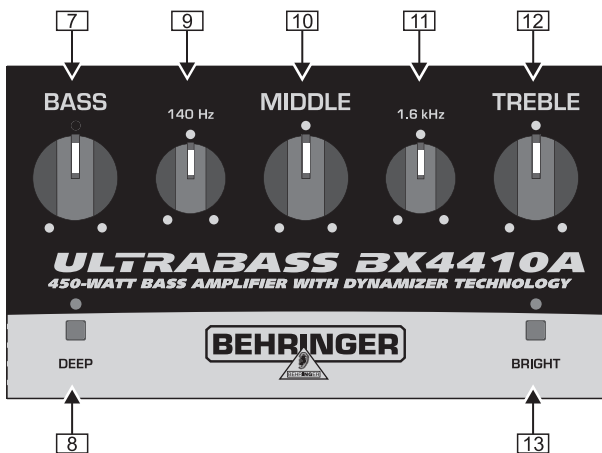 7 9 10 11 12
BASS 140 Hz MIDDLE 1.6 kHz TREBLE
ULTRABASS BX4410A
450-WATT BASS AMPLIFIER WITH DYNAMIZER TECHNOLOGY
BEHRINGER
BEHRINGER
DEEP BRIGHT
8 13